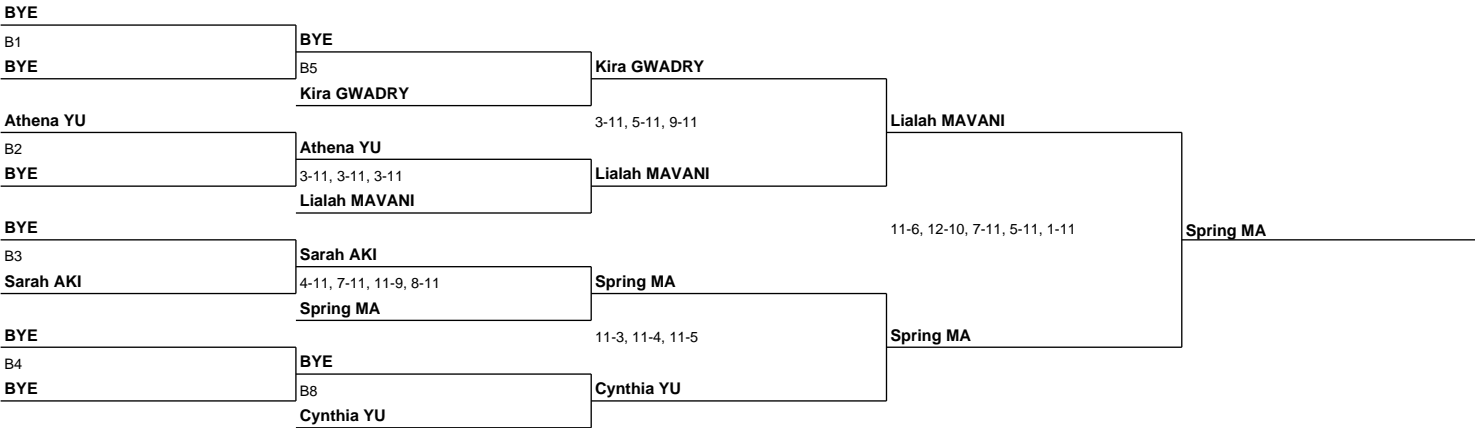 BYE
B1
BYE
BYE
B5
Kira GWADRY
Kira GWADRY
Athena YU
B2
BYE
Athena YU
3-11, 3-11, 3-11
Lialah MAVANI
3-11, 5-11, 9-11
Lialah MAVANI
Lialah MAVANI
BYE
B3
Sarah AKI
Sarah AKI
4-11, 7-11, 11-9, 8-11
Spring MA
Spring MA
11-6, 12-10, 7-11, 5-11, 1-11
Spring MA
BYE
B4
BYE
BYE
B8
Cynthia YU
11-3, 11-4, 11-5
Cynthia YU
Spring MA